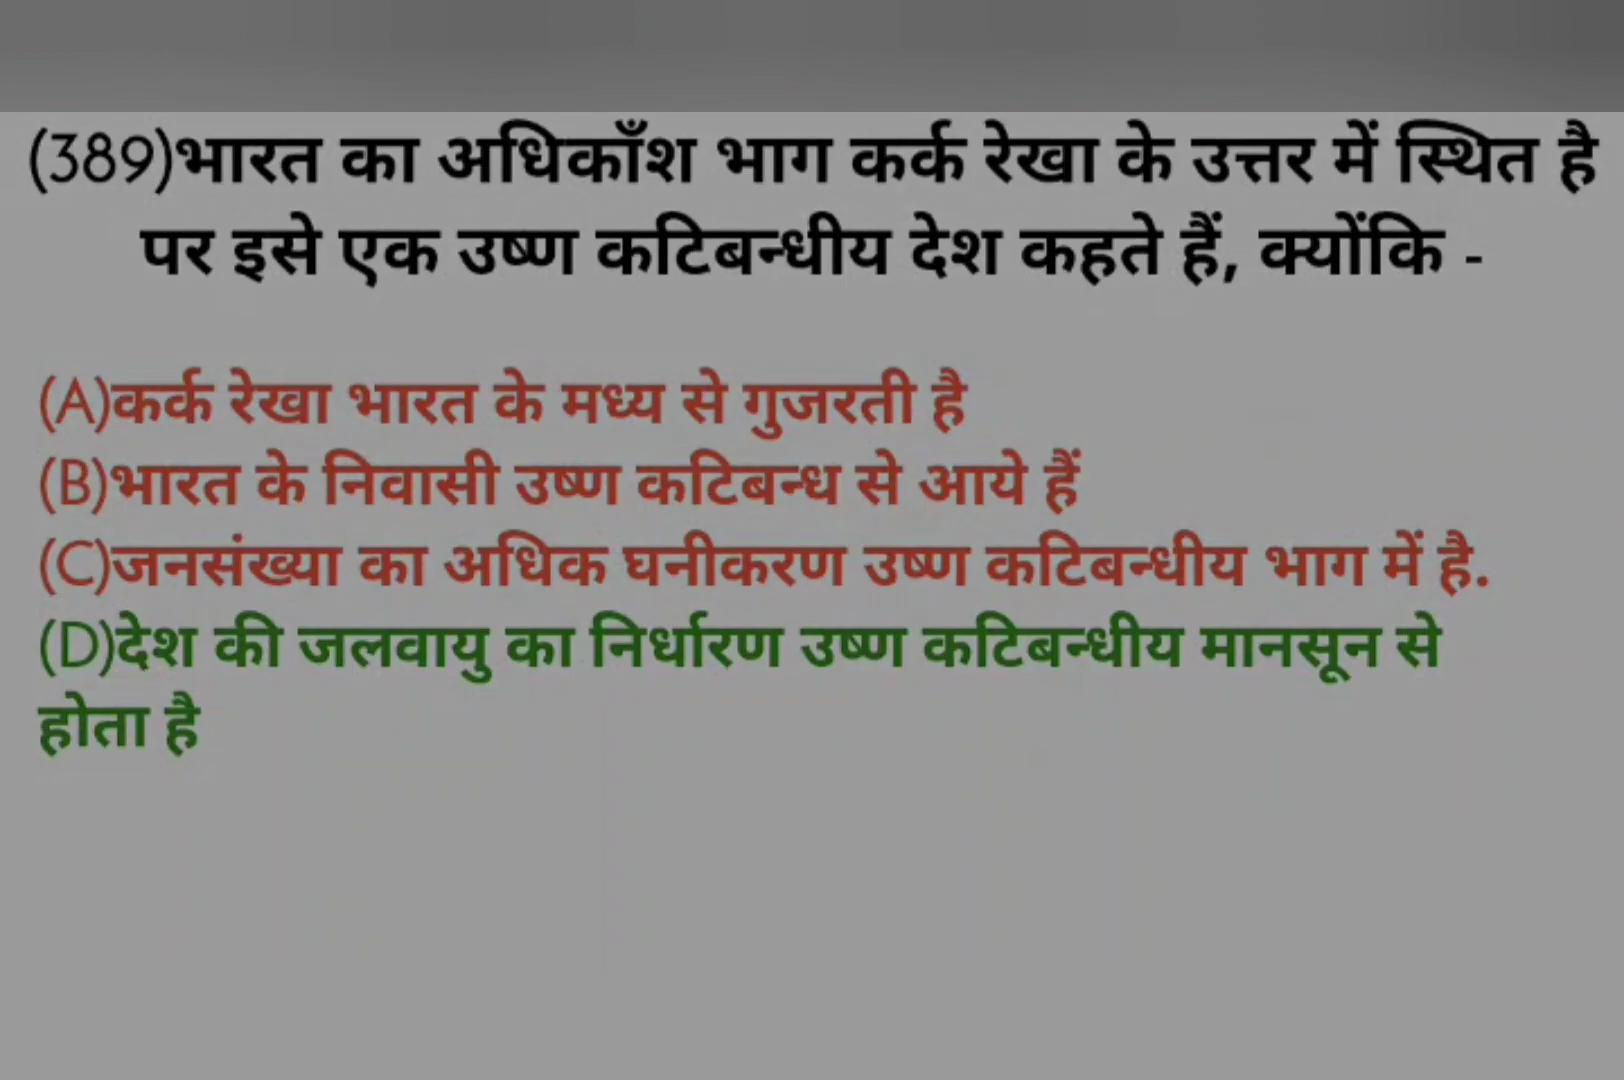 (389)भारत का अधिकाँश भाग कर्क रेखा के उत्तर में स्थित है
पर इसे एक उष्ण कटिबन्धीय देश कहते हैं, क्योंकि -
(A)कर्क रेखा भारत के मध्य से गुजरती है
(B)भारत के निवासी उष्ण कटिबन्ध से आये हैं
(C)जनसंख्या का अधिक घनीकरण उष्ण कटिबन्धीय भाग में है.
(D)देश की जलवायु का निर्धारण उष्ण कटिबन्धीय मानसून से
होता है